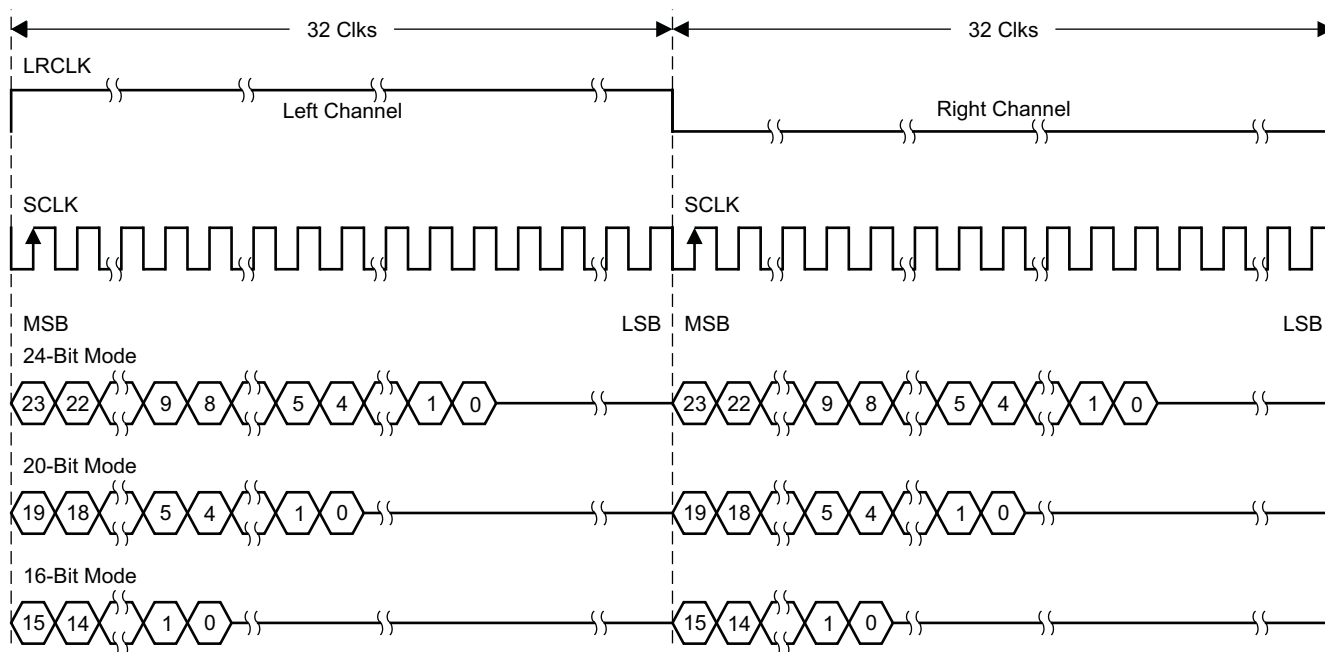 32 Clks 32 Clks
LRCLK
Left Channel Right Channel
SCLK SCLK
MSB LSB MSB LSB
24-Bit Mode
23 22 9 8 5 4 1 0 23 22 9 8 5 4 1 0
20-Bit Mode
19 18 5 4 1 0 19 18 5 4 1 0
16-Bit Mode
15 14 1 0 15 14 1 0